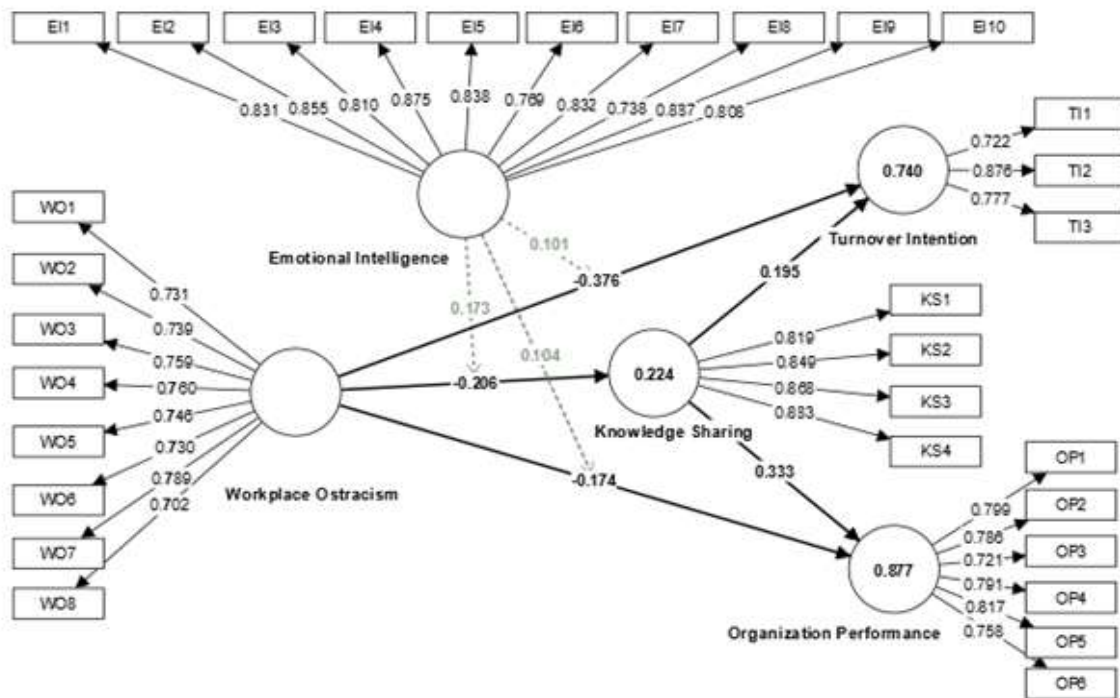 EI1 EI2 EI3 EI4 EI5 EI6 EI7 EI8 EI9 EI10
0.831 0.855 0.810 0.875 0.838 0.769 0.832 0.738 0.808
TI1
0.722
0.740 0.876 TI2
0.777
TI3
Turnover Intention
WO1
WO2
WO3
WO4
WO5
WO6
WO7
WO8
0.731
0.739
0.759
0.760
0.746
0.730
0.789
0.702
Emotional Intelligence
0.101
-0.376
0.195
0.173
0.104
-0.206
0.224
KS1
0.819
KS2
0.849
KS3
0.868
KS4
Knowledge Sharing
0.333
-0.174
Workplace Ostracism
OP1
0.799
OP2
0.786
OP3
0.721
0.877
0.791
OP4
0.817
OP5
0.758
OP6
Organization Performance